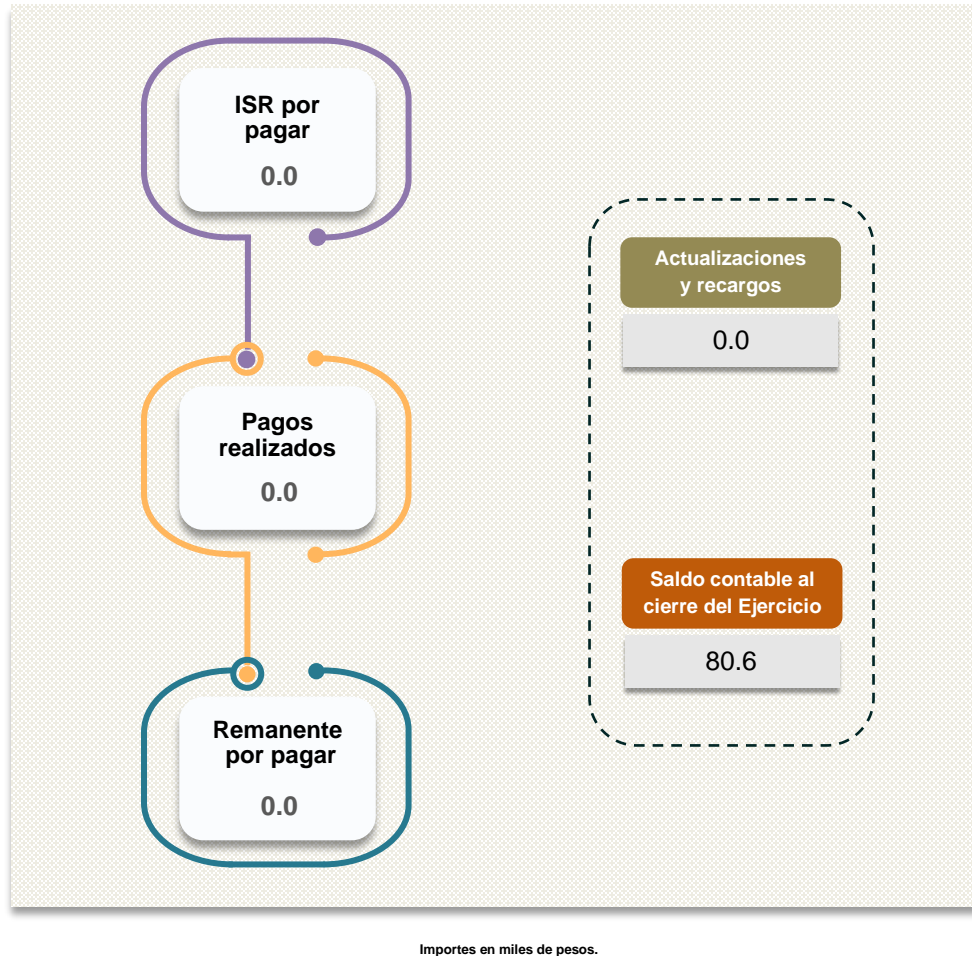 ISR por
pagar
0.0
Actualizaciones
y recargos
0.0
Pagos
realizados
0.0
Saldo contable al
cierre del Ejercicio
80.6
Remanente
por pagar
0.0
Importes en miles de pesos.